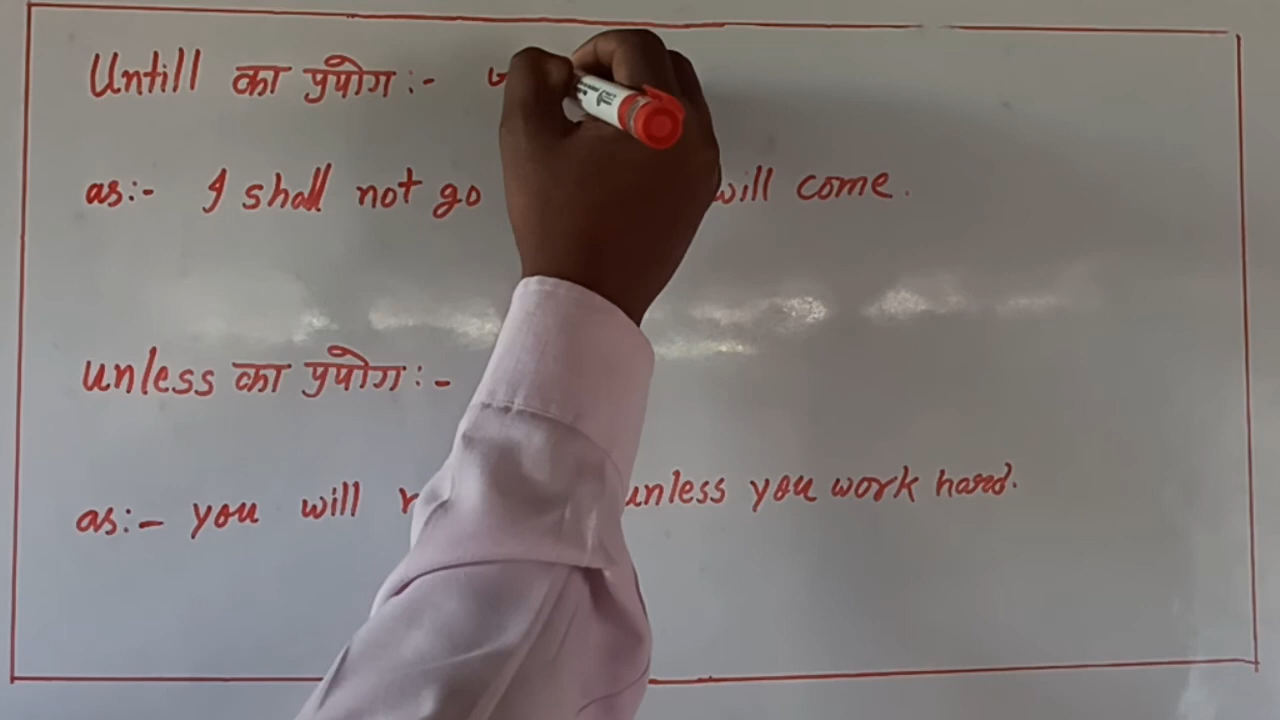 Untill का प्रयोग :-
as:- I shall not go will come.
unless का प्रयोग :-
as:- you will unless you work hard.